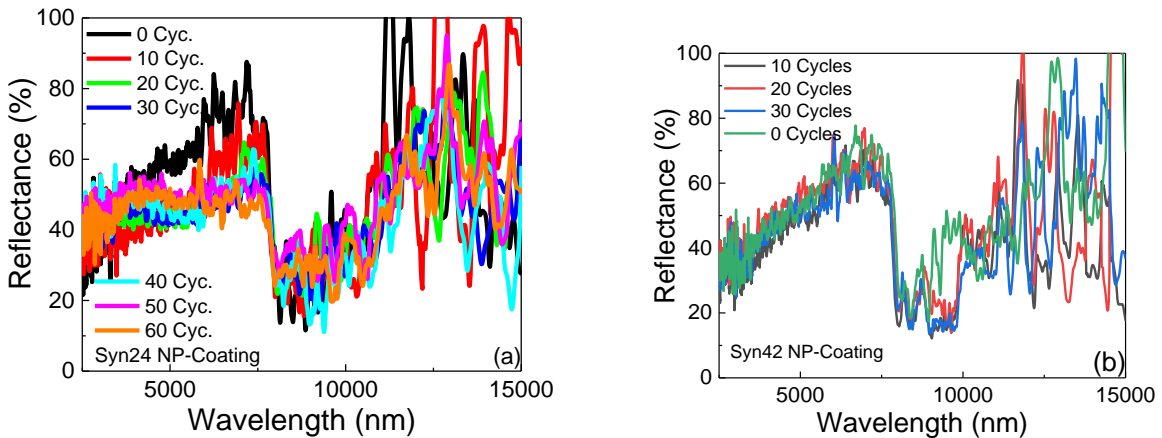 100
80
60
40
20
0
Reflectance (%)
0 Cyc.
10 Cyc.
20 Cyc.
30 Cyc.
40 Cyc.
50 Cyc.
60 Cyc.
Syn24 NP-Coating
(a)
5000
10000
15000
Wavelength (nm)
100
80
60
40
20
0
Reflectance (%)
10 Cycles
20 Cycles
30 Cycles
0 Cycles
Syn42 NP-Coating
(b)
5000
10000
15000
Wavelength (nm)